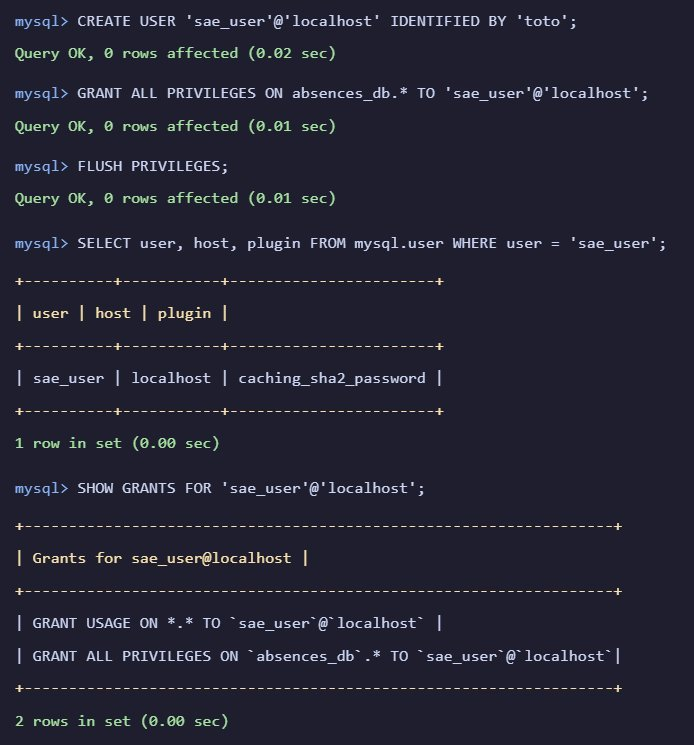 mysql> CREATE USER 'sae_user'@'localhost' IDENTIFIED BY 'toto';
Query OK, 0 rows affected (0.02 sec)
mysql> GRANT ALL PRIVILEGES ON absences_db.* TO 'sae_user'@'localhost';
Query OK, 0 rows affected (0.01 sec)
mysql> FLUSH PRIVILEGES;
Query OK, 0 rows affected (0.01 sec)
mysql> SELECT user, host, plugin FROM mysql.user WHERE user = 'sae_user';
+----------+-----------+-----------------------+
| user | host | plugin |
+----------+-----------+-----------------------+
| sae_user | localhost | caching_sha2_password |
+----------+-----------+-----------------------+
1 row in set (0.00 sec)
mysql> SHOW GRANTS FOR 'sae_user'@'localhost';
+------------------------------------------------------------------+
| Grants for sae_user@localhost |
+------------------------------------------------------------------+
| GRANT USAGE ON *.* TO `sae_user`@`localhost` |
| GRANT ALL PRIVILEGES ON `absences_db`.* TO `sae_user`@`localhost`|
+------------------------------------------------------------------+
2 rows in set (0.00 sec)